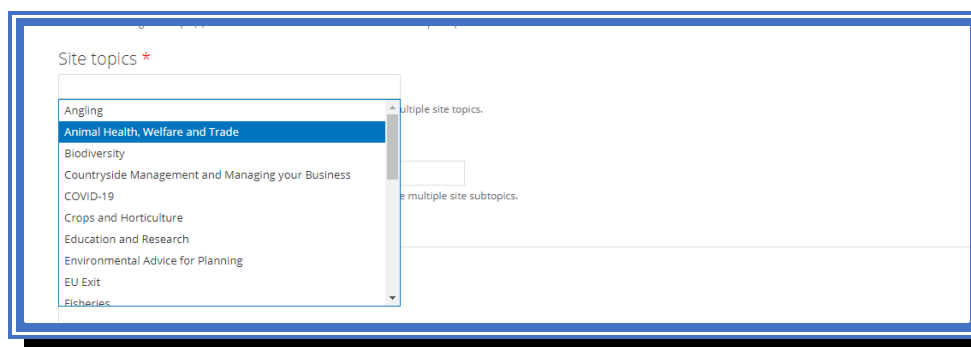 Site topics *
Angling
ultiple site topics.
Animal Health, Welfare and Trade
Biodiversity
Countryside Management and Managing your Business
COVID-19
e multiple site subtopics.
Crops and Horticulture
Education and Research
Environmental Advice for Planning
EU Exit
Fisheries